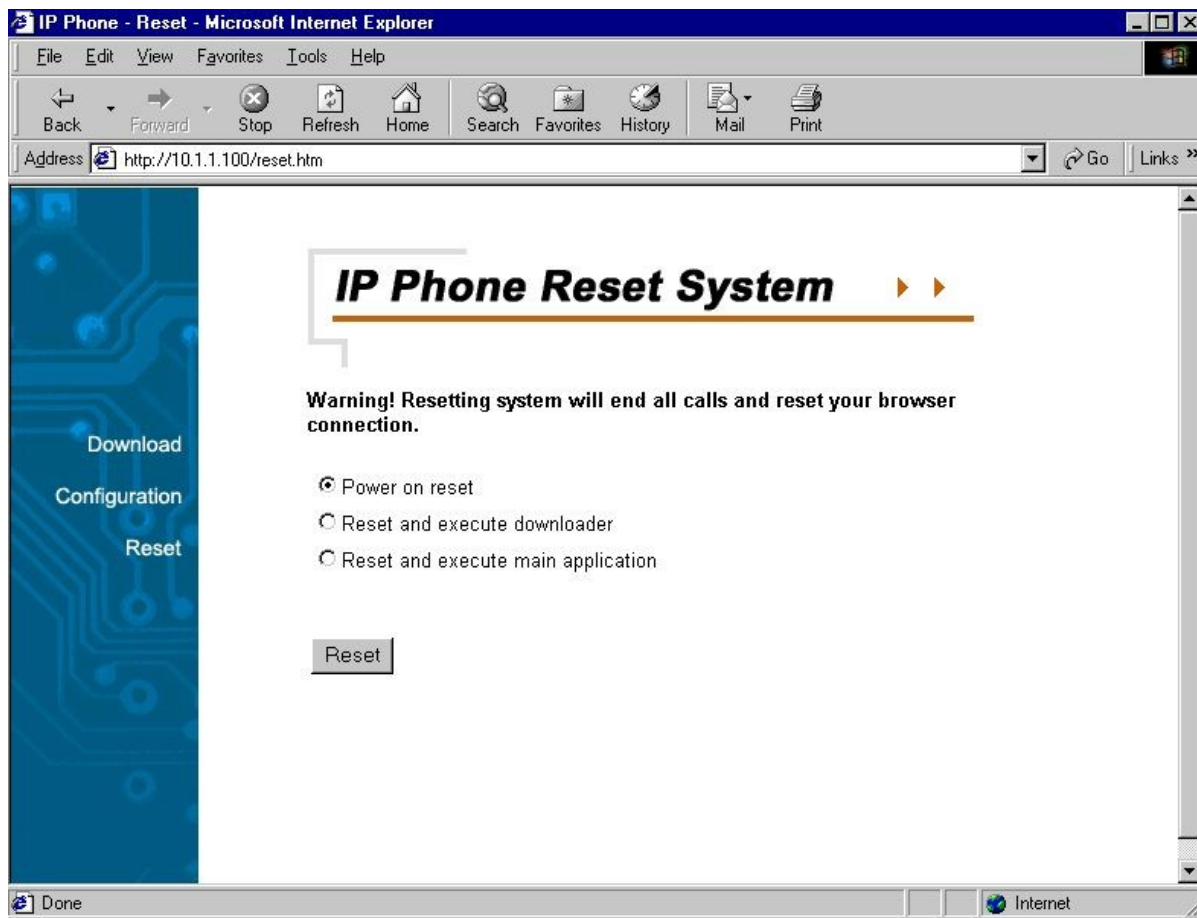 IP Phone - Reset - Microsoft Internet Explorer
File Edit View Favorites Tools Help
Back Forward Stop Refresh Home Search Favorites History Mail Print
Address http://10.1.1.100/reset.htm Go Links »
IP Phone Reset System
Warning! Resetting system will end all calls and reset your browser
connection.
Download
Configuration
Reset
Power on reset
Reset and execute downloader
Reset and execute main application
Reset
Done Internet